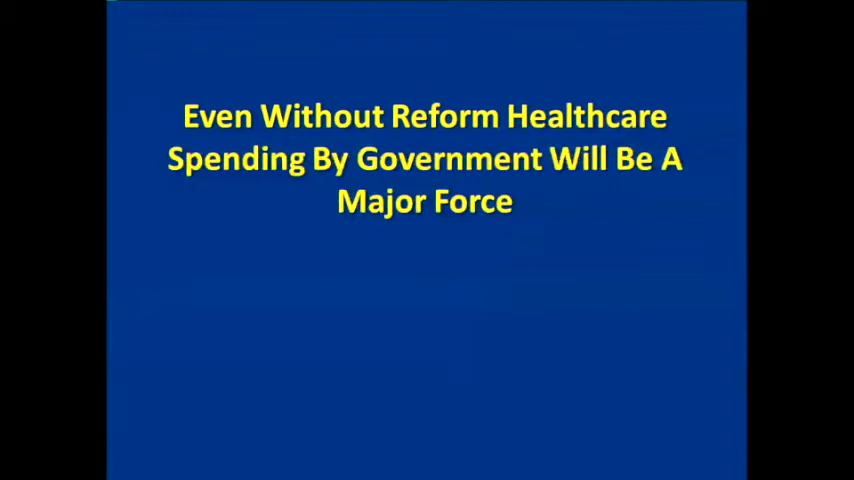 Even Without Reform Healthcare
Spending By Government Will Be A
Major Force